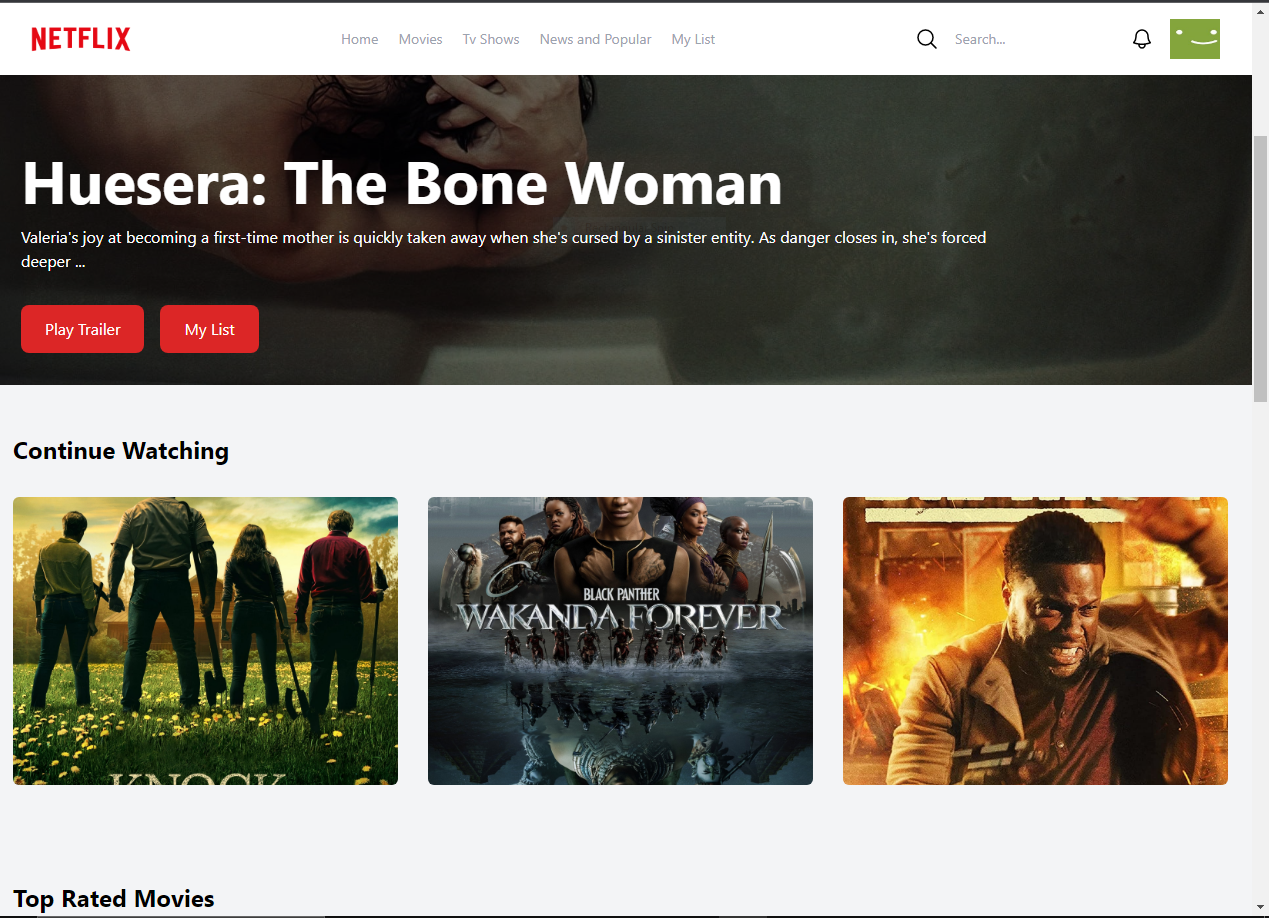 NETFLIX
Home
Movies
Tv Shows
News and Popular
My List
Search...
Huesera: The Bone Woman
Valeria's joy at becoming a first-time mother is quickly taken away when she's cursed by a sinister entity. As danger closes in, she's forced
deeper ...
Play Trailer
My List
Continue Watching
BLACK PANTHER
WAKANDA FOREVER
KNOCK
Top Rated Movies